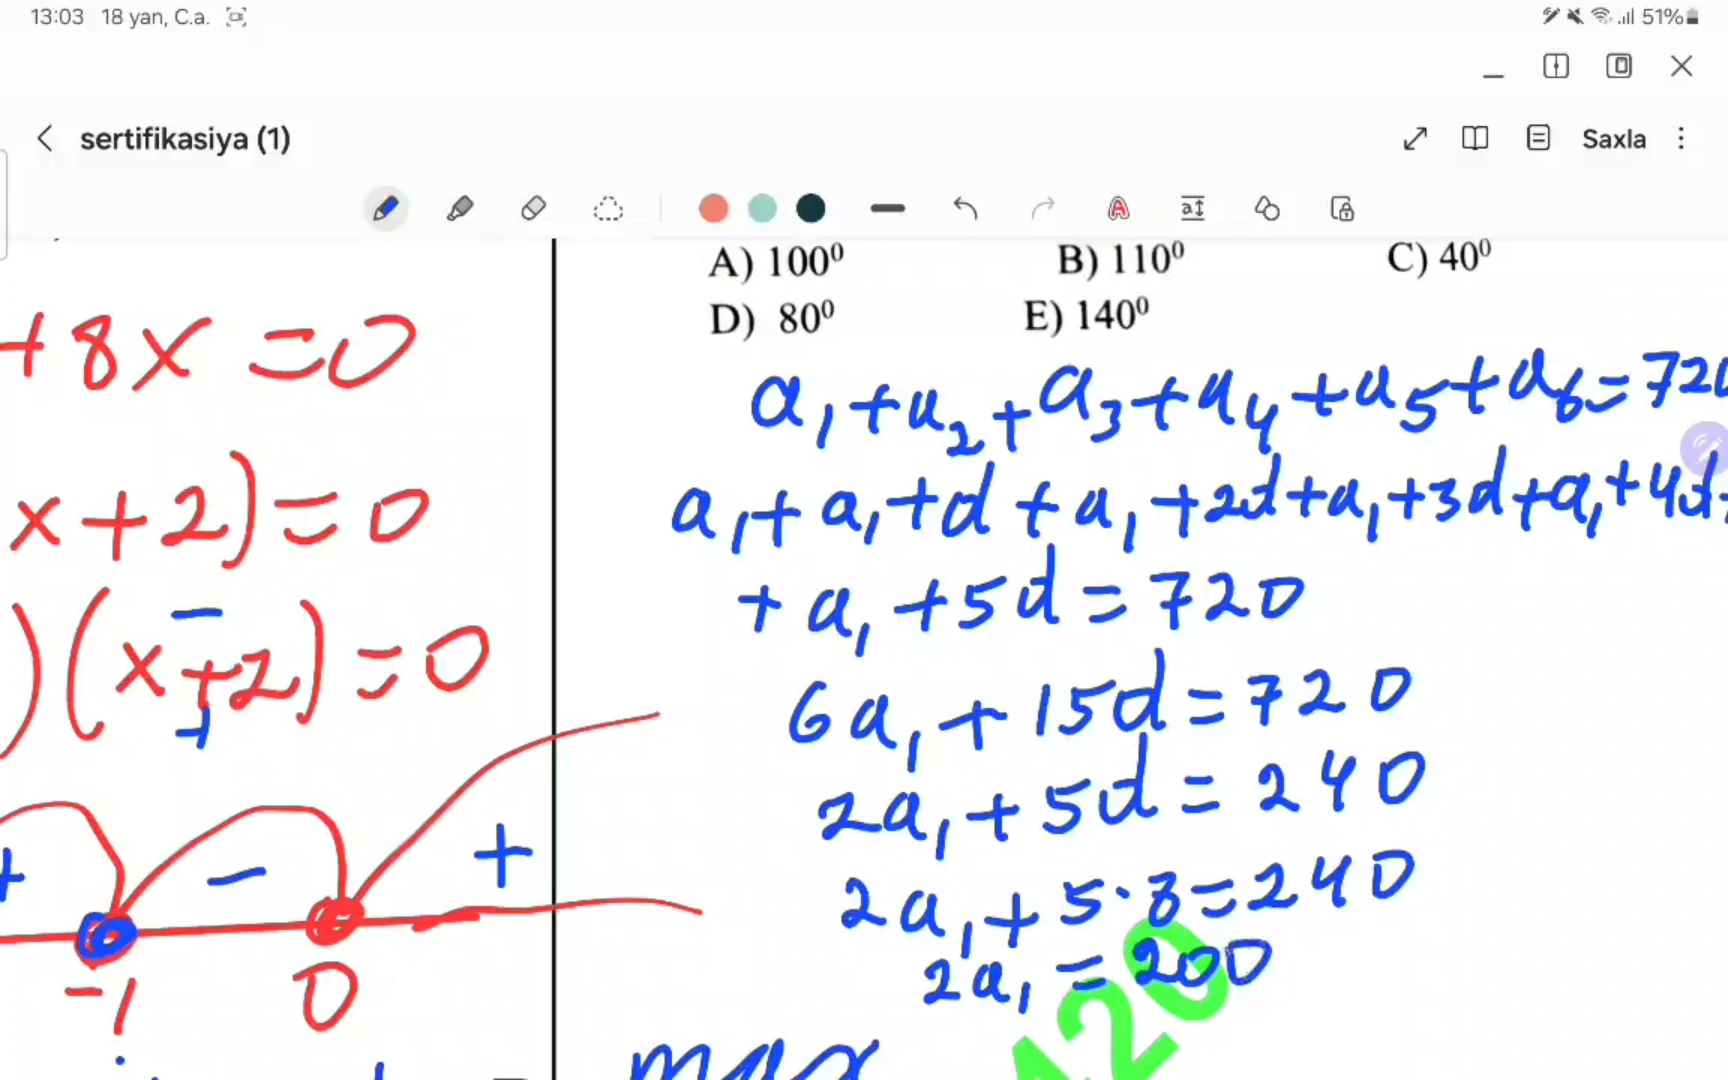 13:03 18 yan, C.a. 51%
sertifikasiya (1)
Saxla
A) 100⁰ B) 110⁰ C) 40⁰
D) 80⁰ E) 140⁰
+8x =0
x+2)=0
)(x+2)=0
+ - +
-1 0
a₁+a₂+a₃+a₄+a₅+a₆=720
a₁+a₁+d+a₁+2d+a₁+3d+a₁+4d+
+a₁+5d=720
6a₁+15d=720
2a₁+5d=240
2a₁+5·8=240
2a₁=200
max
120